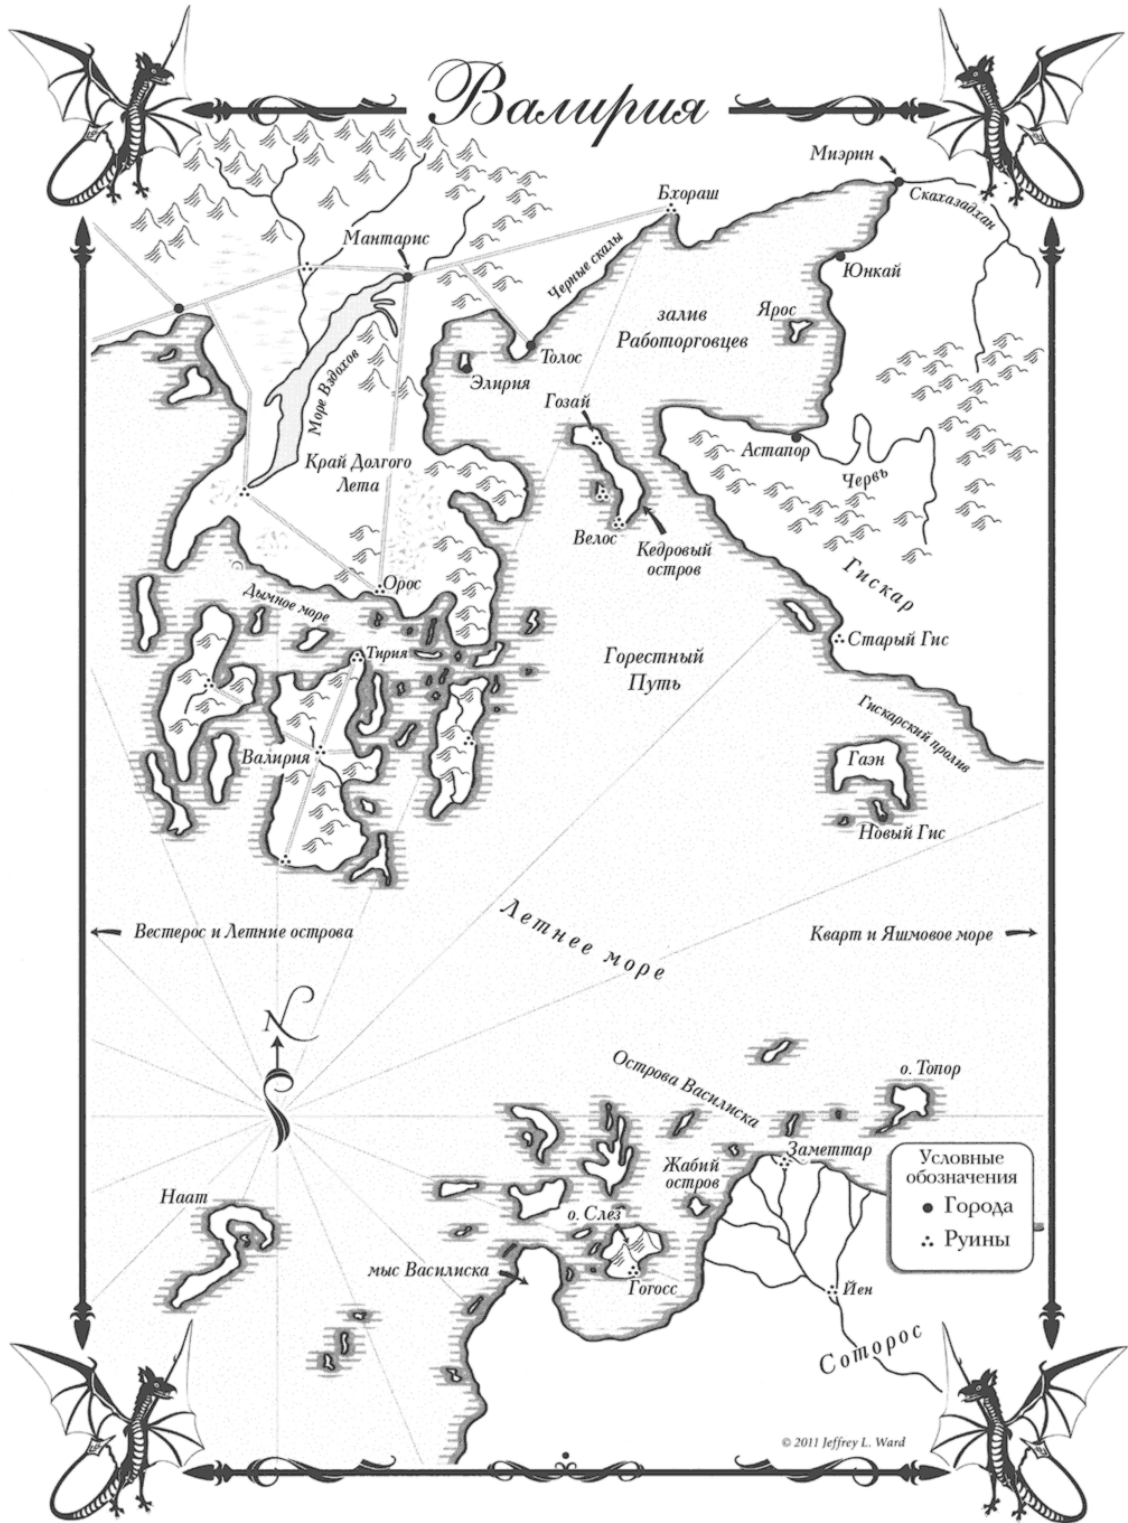 Валирия
Миэрин
Бхораш
Скахазадхан
Мантарис
Черные скалы
Юнкай
залив
Работорговцев
Ярос
Толос
Элирия
Море Вздохов
Гозай
Астапор
Край Долгого
Лета
Червь
Велос
Кедровый
остров
Гискар
Орос
Дымное море
Старый Гис
Тирия
Горестный
Путь
Гискарский пролив
Валирия
Гаэн
Новый Гис
Летнее море
Вестерос и Летние острова
Кварт и Яшмовое море
N
Острова Василиска
о. Топор
Заметтар
Жабий
остров
Условные
обозначения
Города
Руины
Наат
о. Слез
мыс Василиска
Гогосс
Йен
Соторос
© 2011 Jeffrey L. Ward